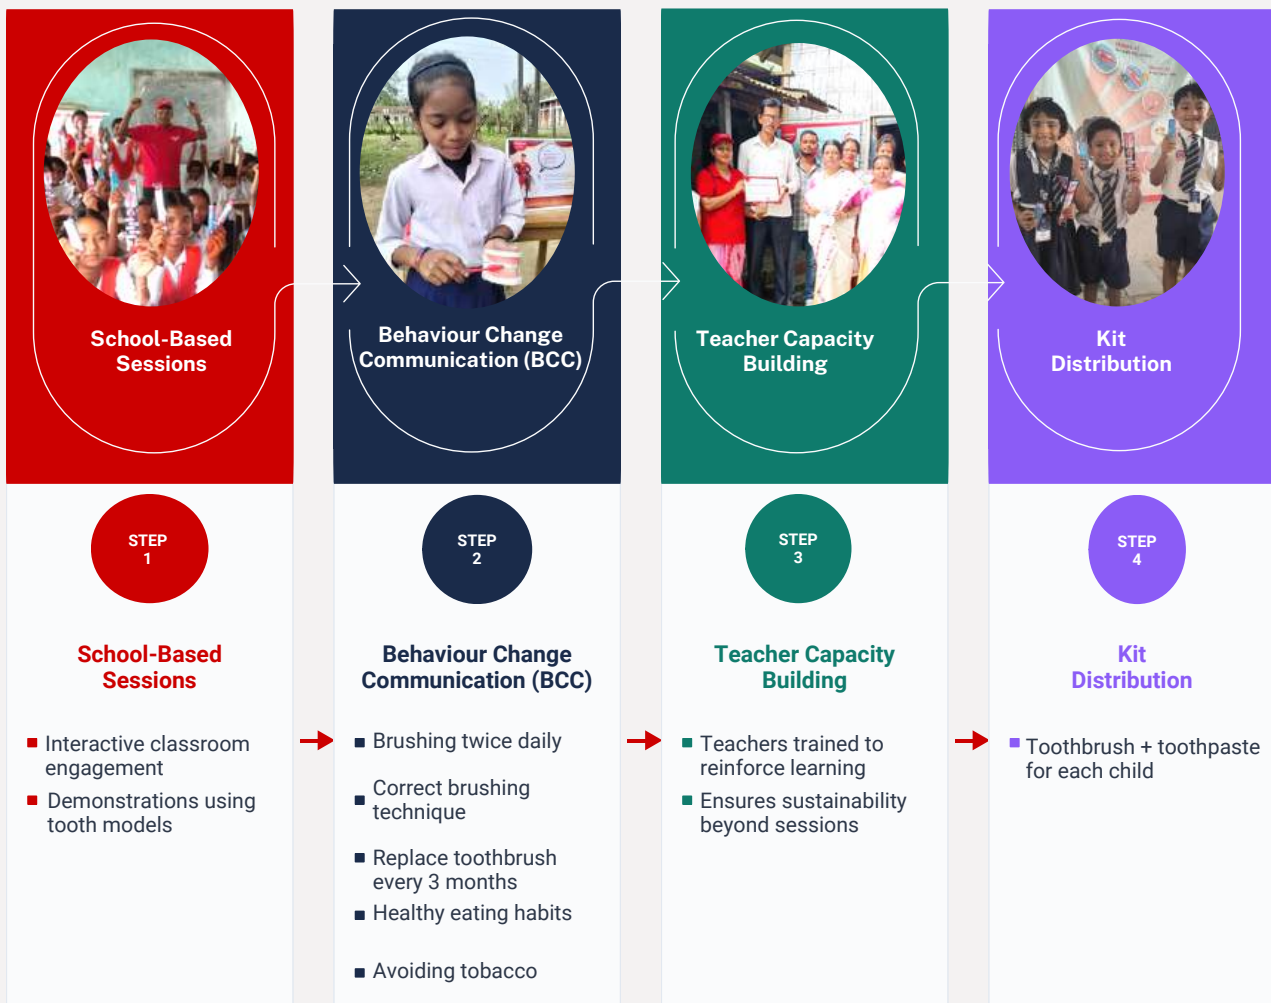 School-Based
Sessions
Behaviour Change
Communication (BCC)
Teacher Capacity
Building
Kit
Distribution
STEP
1
STEP
2
STEP
3
STEP
4
School-Based
Sessions
Interactive classroom
engagement
Demonstrations using
tooth models
Behaviour Change
Communication (BCC)
Brushing twice daily
Correct brushing
technique
Replace toothbrush
every 3 months
Healthy eating habits
Avoiding tobacco
Teacher Capacity
Building
Teachers trained to
reinforce learning
Ensures sustainability
beyond sessions
Kit
Distribution
Toothbrush + toothpaste
for each child